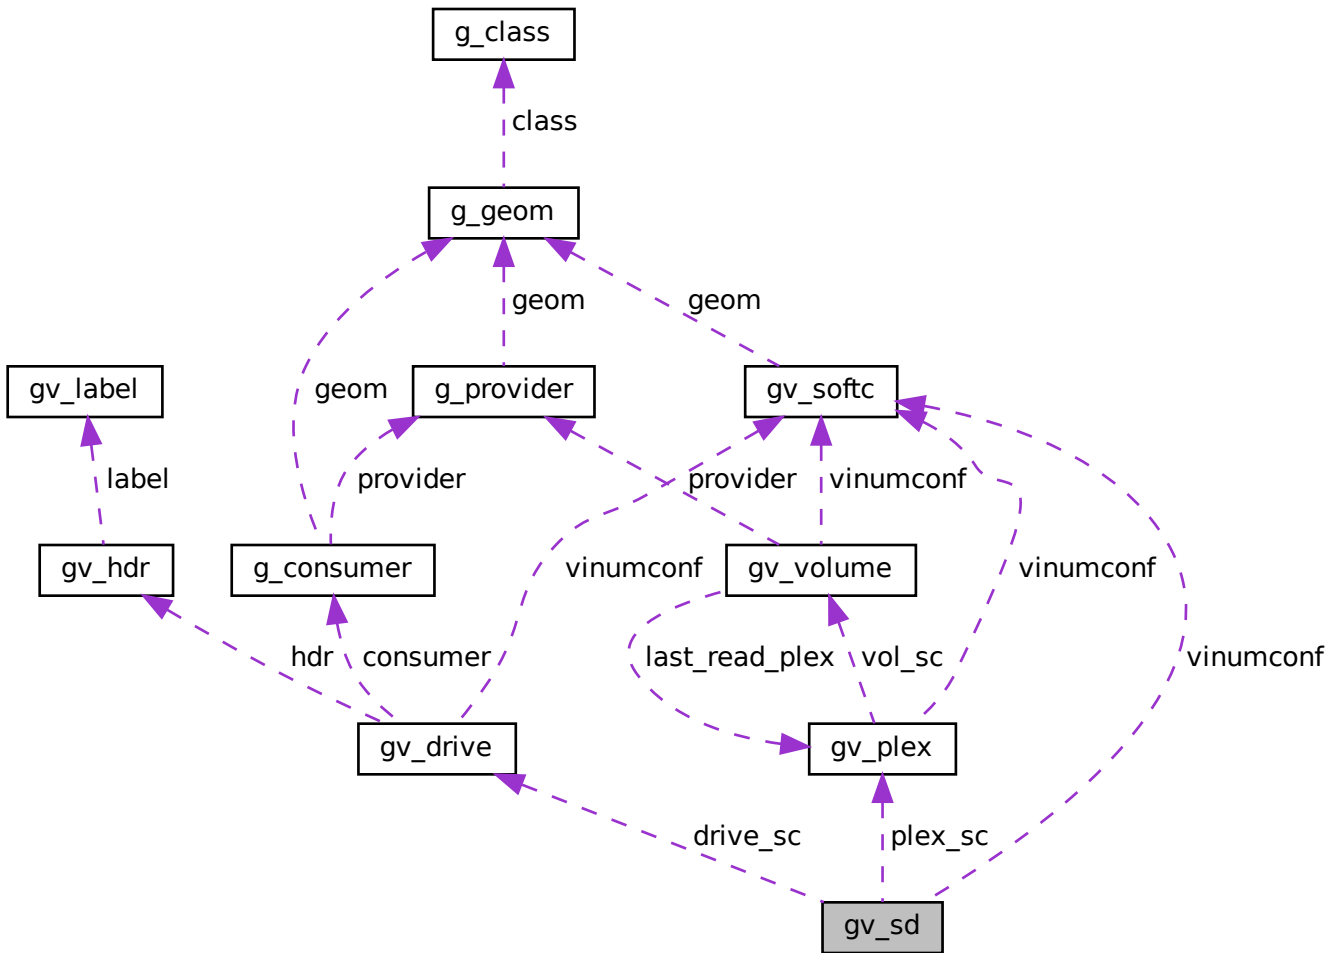 g_class
class
g_geom
geom
geom
geom
gv_label
g_provider
gv_softc
label
provider
provider
vinumconf
gv_hdr
g_consumer
vinumconf
gv_volume
vinumconf
hdr
consumer
last_read_plex
vol_sc
vinumconf
gv_drive
gv_plex
drive_sc
plex_sc
gv_sd